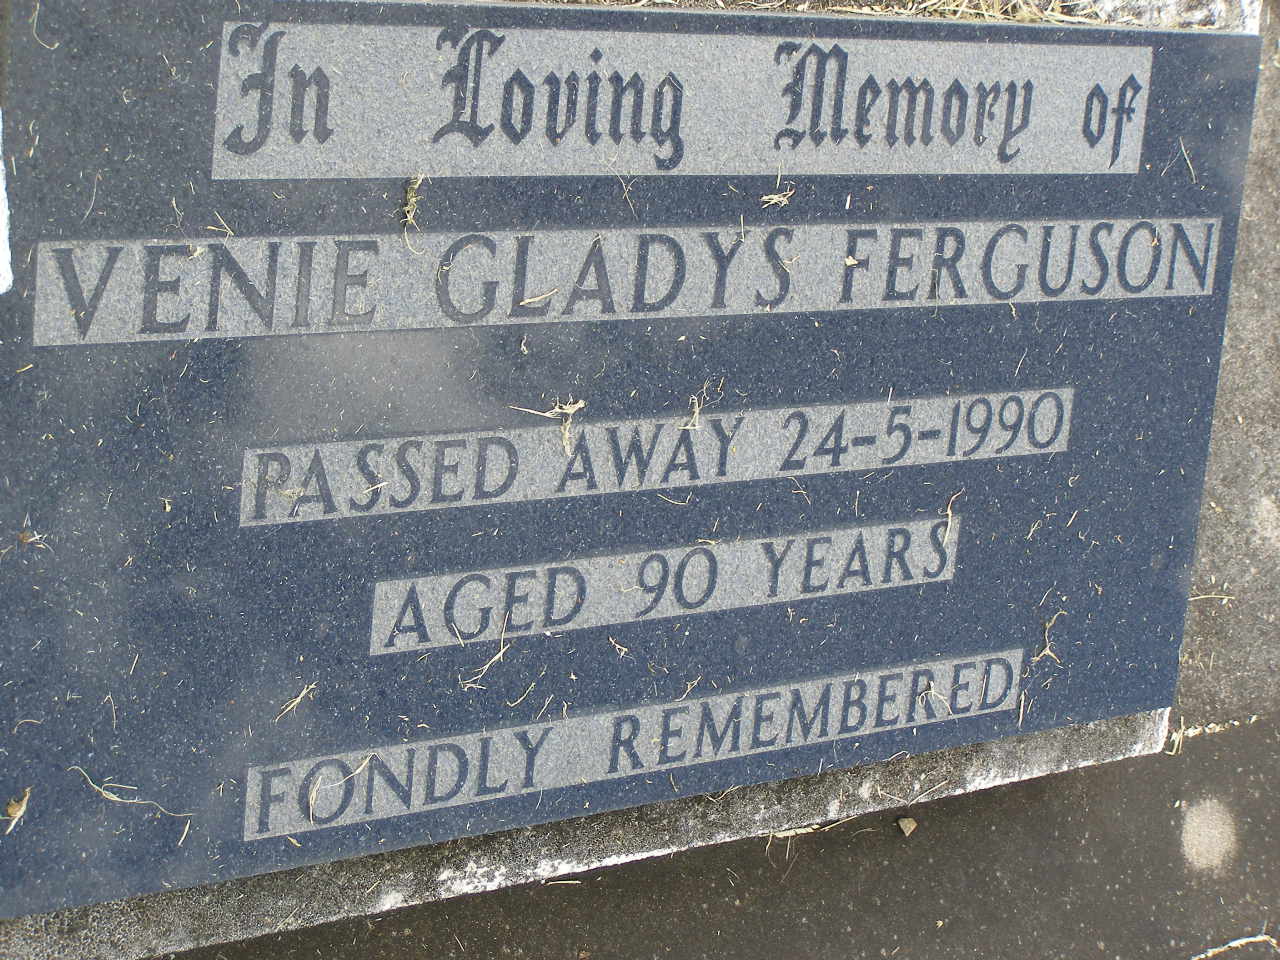 In Loving Memory of
VENIE GLADYS FERGUSON
PASSED AWAY 24-5-1990
AGED 90 YEARS
FONDLY REMEMBERED